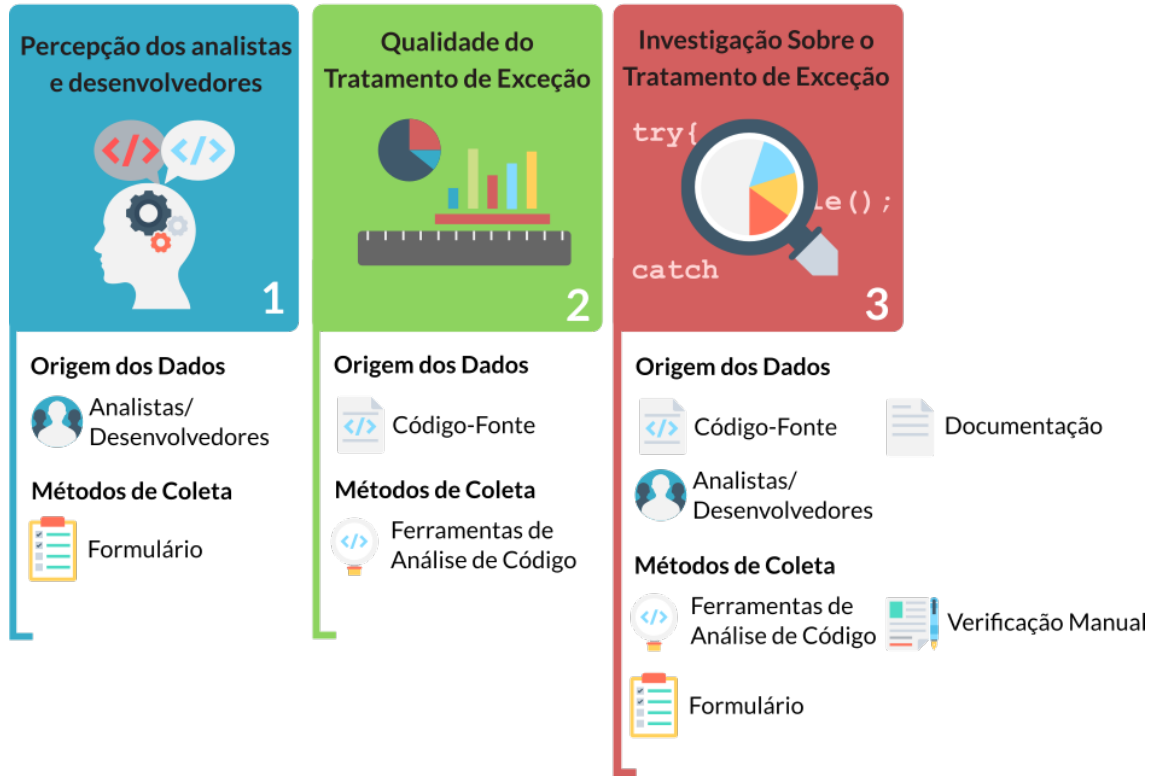 Percepção dos analistas
e desenvolvedores
</>
</>
1
Origem dos Dados
Analistas/
Desenvolvedores
Métodos de Coleta
Formulário
Qualidade do
Tratamento de Exceção
2
Origem dos Dados
</>
Código-Fonte
Métodos de Coleta
</>
Ferramentas de
Análise de Código
Investigação Sobre o
Tratamento de Exceção
try{
le();
catch
3
Origem dos Dados
</>
Código-Fonte
Documentação
Analistas/
Desenvolvedores
Métodos de Coleta
</>
Ferramentas de
Análise de Código
Verificação Manual
Formulário